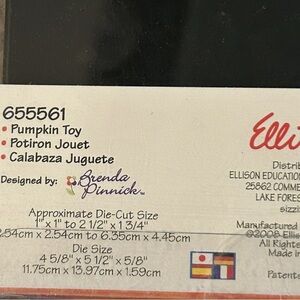 655561
• Pumpkin Toy
• Potiron Jouet
• Calabaza Juguete
Designed by: Brenda Pinnick™
Approximate Die-Cut Size
1" x 1" to 2 1/2" x 1 3/4"
2.54cm x 2.54cm to 6.35cm x 4.45cm
Die Size
4 5/8" x 5 1/2" x 5/8"
11.75cm x 13.97cm x 1.59cm
Elli
Distrib
ELLISON EDUCATION
25862 COMME
LAKE FORES
sizzi
Manufactured
©2008 Ellis
All Rights
Made in